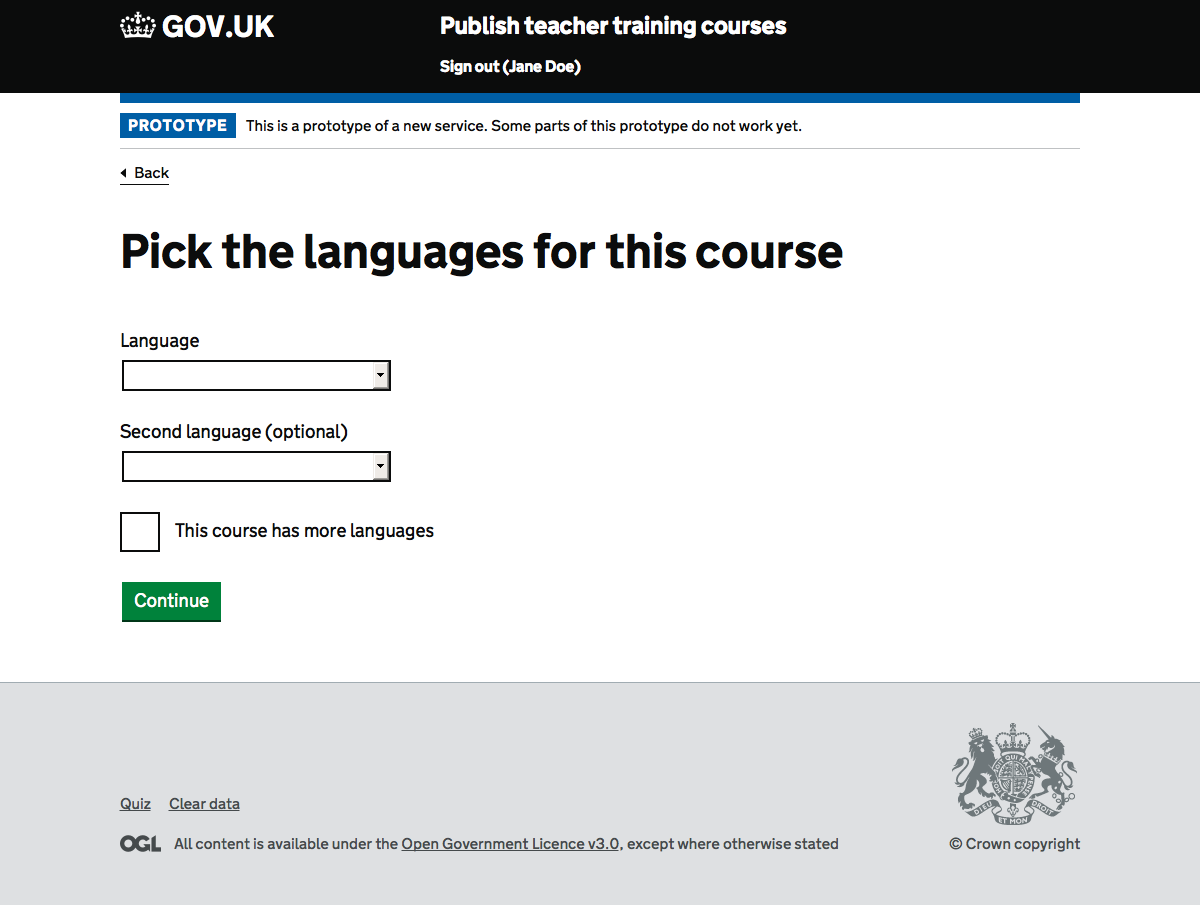 GOV.UK
Publish teacher training courses
Sign out (Jane Doe)
PROTOTYPE This is a prototype of a new service. Some parts of this prototype do not work yet.
Back
Pick the languages for this course
Language
Second language (optional)
This course has more languages
Continue
Quiz Clear data
OGL All content is available under the Open Government Licence v3.0, except where otherwise stated
DIEU ET MON DROIT
© Crown copyright